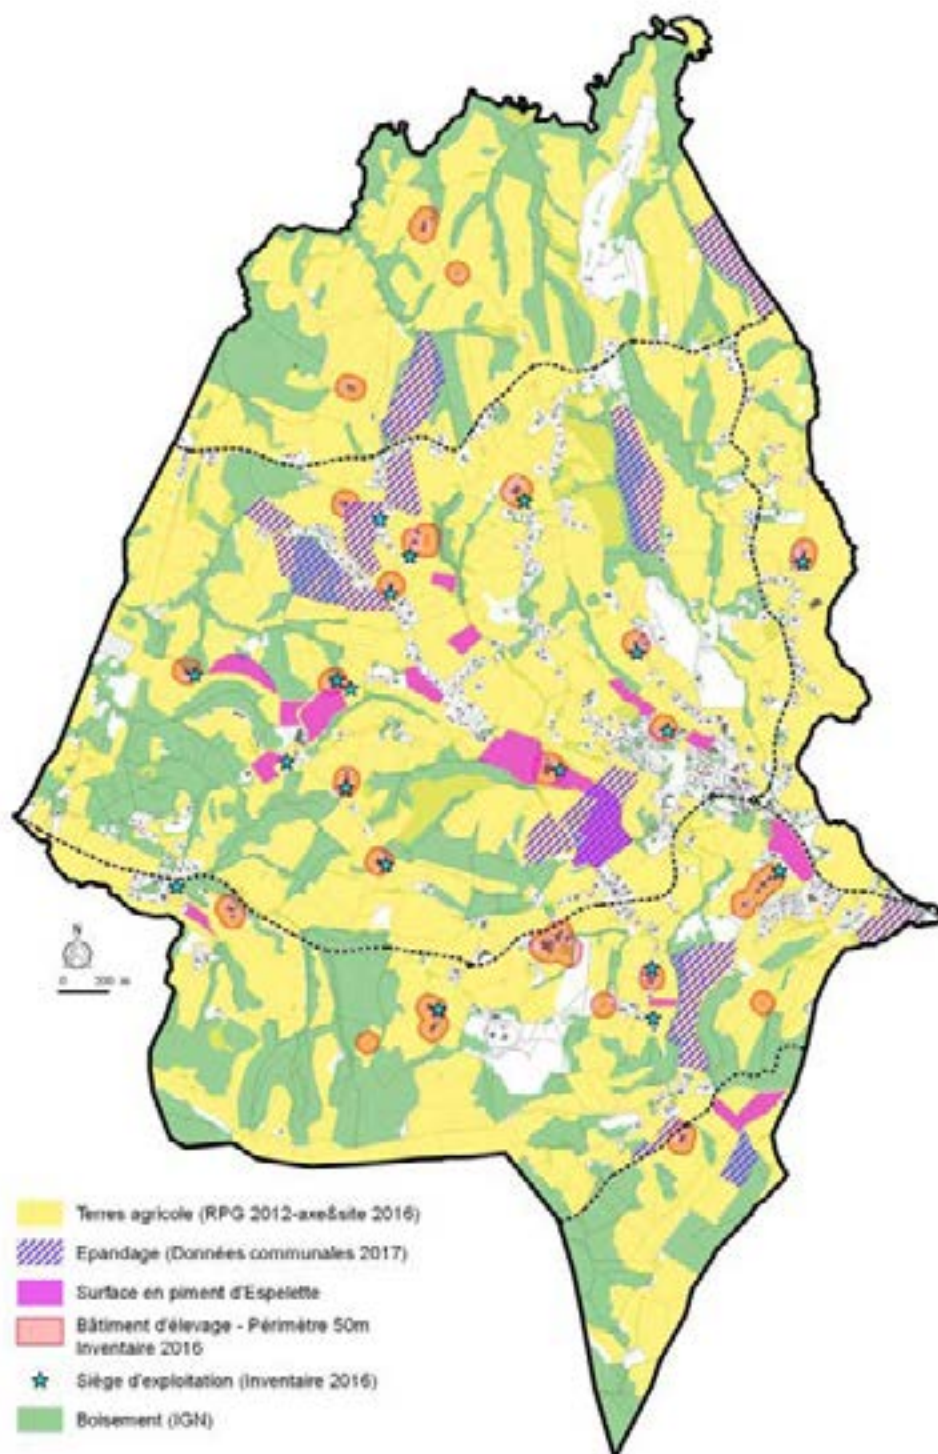 N
0 200 m
Terres agricole (RPG 2012-axe&site 2016)
Epandage (Données communales 2017)
Surface en piment d'Espelette
Bâtiment d'élevage - Périmètre 50m
Inventaire 2016
Siège d'exploitation (Inventaire 2016)
Boisement (IGN)